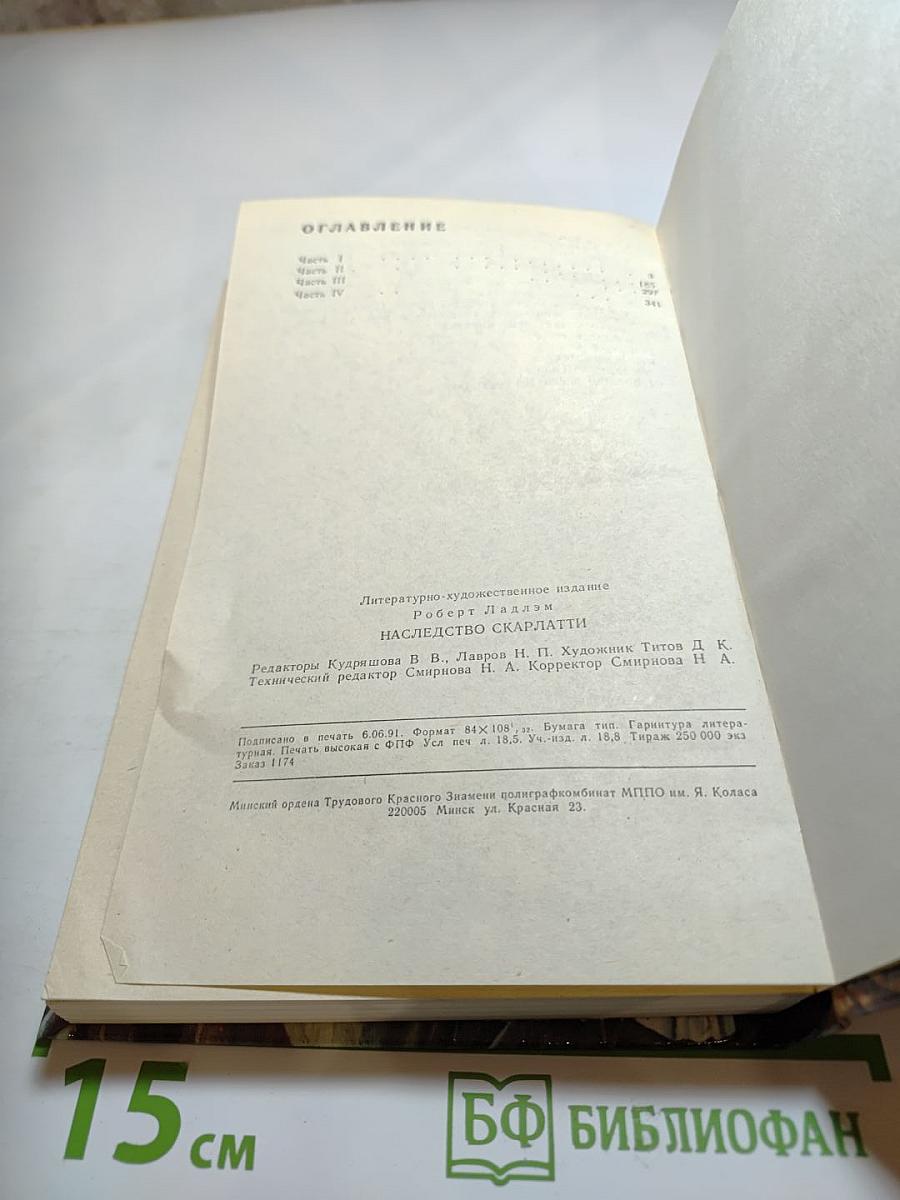 ОГЛАВЛЕНИЕ
Часть I . . . . . . . . . . . . . 3
Часть II . . . . . . . . . . . . . 185
Часть III . . . . . . . . . . . . . 297
Часть IV . . . . . . . . . . . . . 341
Литературно-художественное издание
Роберт Ладлэм
НАСЛЕДСТВО СКАРЛАТТИ
Редакторы Кудряшова В В., Лавров Н. П. Художник Титов Д К.
Технический редактор Смирнова Н. А. Корректор Смирнова Н А.
Подписано в печать 6.06.91. Формат 84×108¹/₃₂. Бумага тип. Гарнитура литера-
турная. Печать высокая с ФПФ Усл печ л. 18,5. Уч.-изд. л. 18,8 Тираж 250 000 экз
Заказ 1174
Минский ордена Трудового Красного Знамени полиграфкомбинат МППО им. Я. Коласа
220005 Минск ул. Красная 23.
15 см
БФ БИБЛИОФАН